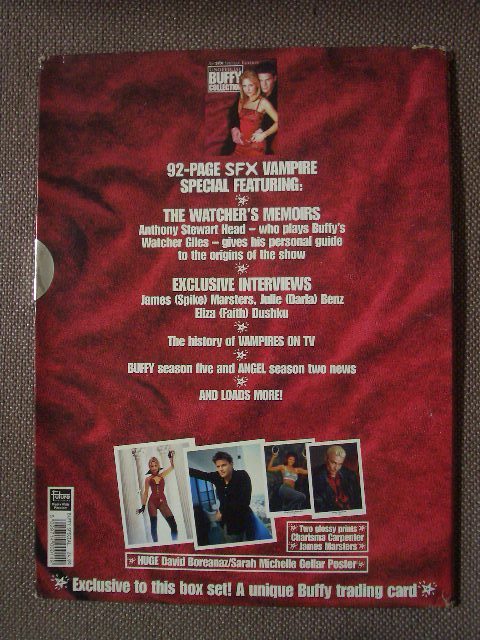 UNOFFICIAL
BUFFY
COLLECTION
92-PAGE SFX VAMPIRE
SPECIAL FEATURING:
THE WATCHER'S MEMOIRS
Anthony Stewart Head – who plays Buffy's
Watcher Giles – gives his personal guide
to the origins of the show
EXCLUSIVE INTERVIEWS
James (Spike) Marsters, Julie (Darla) Benz
Eliza (Faith) Dushku
The history of VAMPIRES ON TV
BUFFY season five and ANGEL season two news
AND LOADS MORE!
Future
Two glossy prints
Charisma Carpenter
James Marsters
HUGE David Boreanaz/Sarah Michelle Gellar Poster
Exclusive to this box set! A unique Buffy trading card